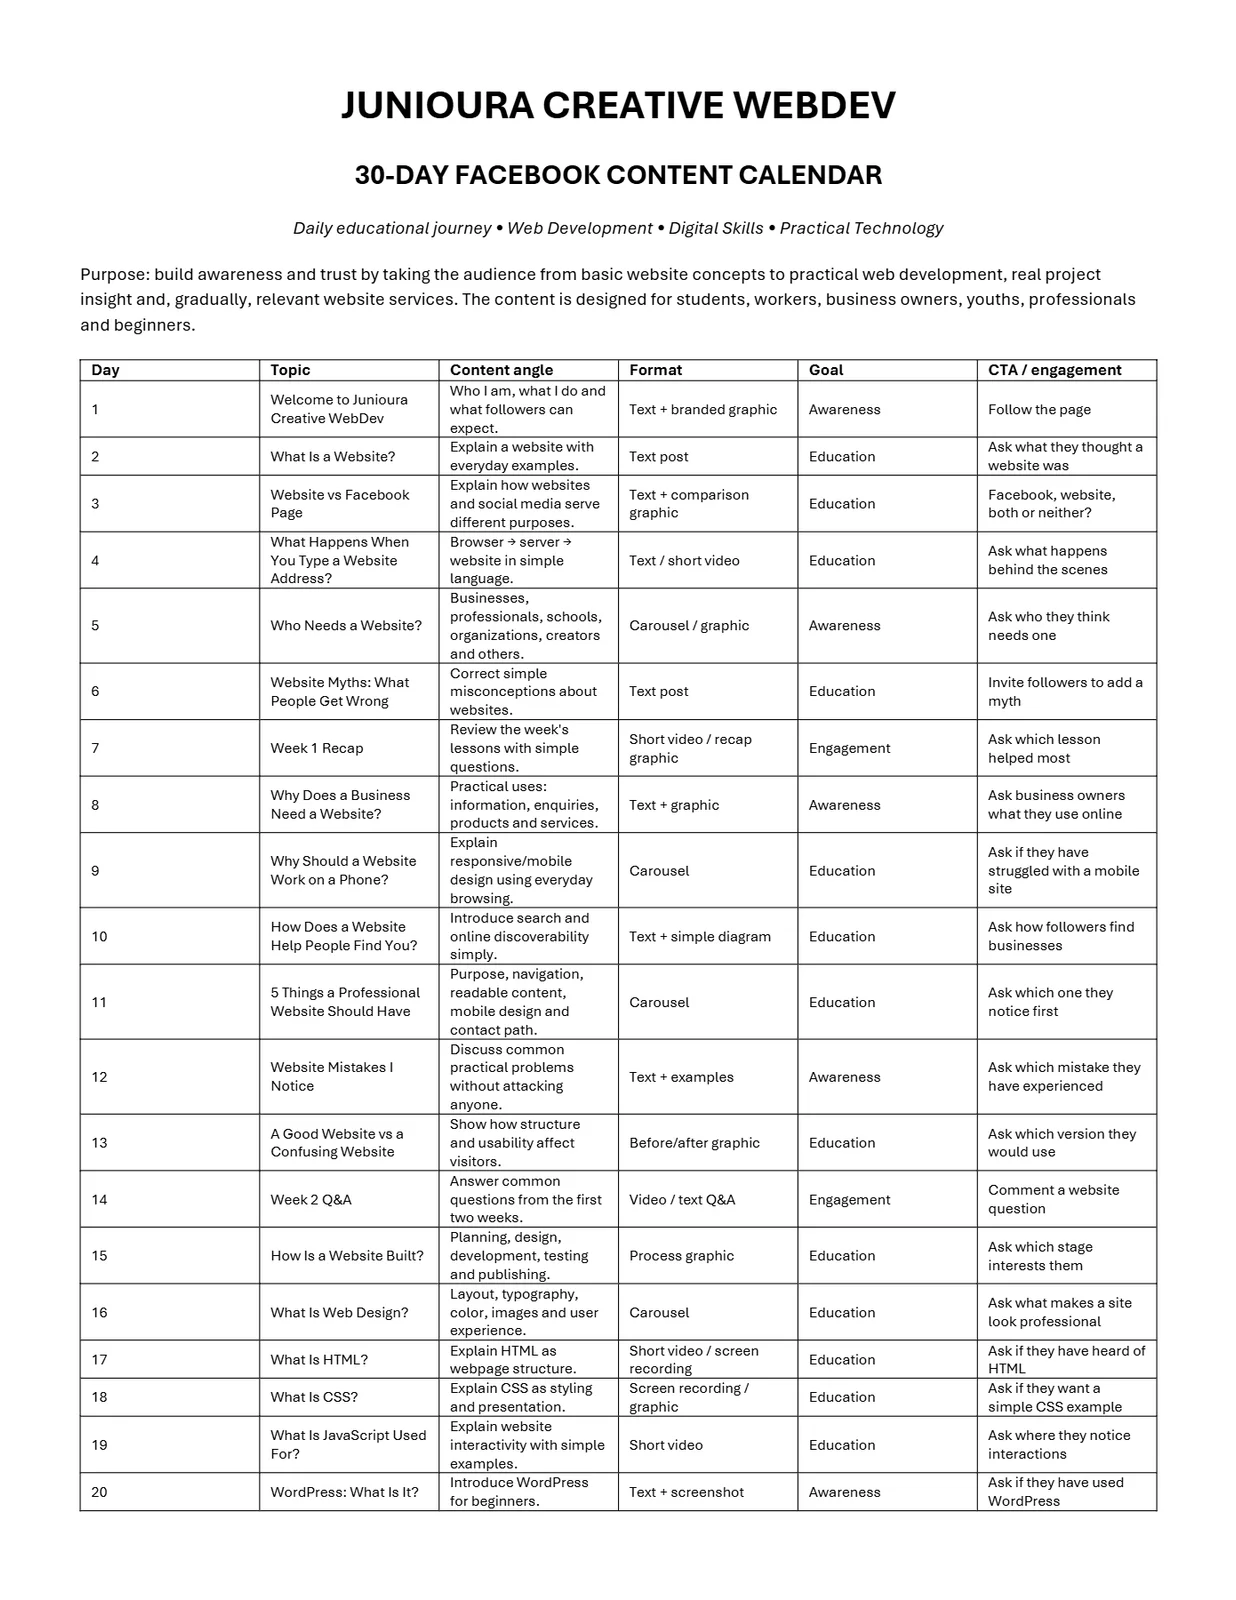 JUNIOURA CREATIVE WEBDEV
30-DAY FACEBOOK CONTENT CALENDAR
Daily educational journey • Web Development • Digital Skills • Practical Technology
Purpose: build awareness and trust by taking the audience from basic website concepts to practical web development, real project
insight and, gradually, relevant website services. The content is designed for students, workers, business owners, youths, professionals
and beginners.
Day | Topic | Content angle | Format | Goal | CTA / engagement
1 | Welcome to Junioura Creative WebDev | Who I am, what I do and what followers can expect. | Text + branded graphic | Awareness | Follow the page
2 | What Is a Website? | Explain a website with everyday examples. | Text post | Education | Ask what they thought a website was
3 | Website vs Facebook Page | Explain how websites and social media serve different purposes. | Text + comparison graphic | Education | Facebook, website, both or neither?
4 | What Happens When You Type a Website Address? | Browser → server → website in simple language. | Text / short video | Education | Ask what happens behind the scenes
5 | Who Needs a Website? | Businesses, professionals, schools, organizations, creators and others. | Carousel / graphic | Awareness | Ask who they think needs one
6 | Website Myths: What People Get Wrong | Correct simple misconceptions about websites. | Text post | Education | Invite followers to add a myth
7 | Week 1 Recap | Review the week's lessons with simple questions. | Short video / recap graphic | Engagement | Ask which lesson helped most
8 | Why Does a Business Need a Website? | Practical uses: information, enquiries, products and services. | Text + graphic | Awareness | Ask business owners what they use online
9 | Why Should a Website Work on a Phone? | Explain responsive/mobile design using everyday browsing. | Carousel | Education | Ask if they have struggled with a mobile site
10 | How Does a Website Help People Find You? | Introduce search and online discoverability simply. | Text + simple diagram | Education | Ask how followers find businesses
11 | 5 Things a Professional Website Should Have | Purpose, navigation, readable content, mobile design and contact path. | Carousel | Education | Ask which one they notice first
12 | Website Mistakes I Notice | Discuss common practical problems without attacking anyone. | Text + examples | Awareness | Ask which mistake they have experienced
13 | A Good Website vs a Confusing Website | Show how structure and usability affect visitors. | Before/after graphic | Education | Ask which version they would use
14 | Week 2 Q&A | Answer common questions from the first two weeks. | Video / text Q&A | Engagement | Comment a website question
15 | How Is a Website Built? | Planning, design, development, testing and publishing. | Process graphic | Education | Ask which stage interests them
16 | What Is Web Design? | Layout, typography, color, images and user experience. | Carousel | Education | Ask what makes a site look professional
17 | What Is HTML? | Explain HTML as webpage structure. | Short video / screen recording | Education | Ask if they have heard of HTML
18 | What Is CSS? | Explain CSS as styling and presentation. | Screen recording / graphic | Education | Ask if they want a simple CSS example
19 | What Is JavaScript Used For? | Explain website interactivity with simple examples. | Short video | Education | Ask where they notice interactions
20 | WordPress: What Is It? | Introduce WordPress for beginners. | Text + screenshot | Awareness | Ask if they have used WordPress